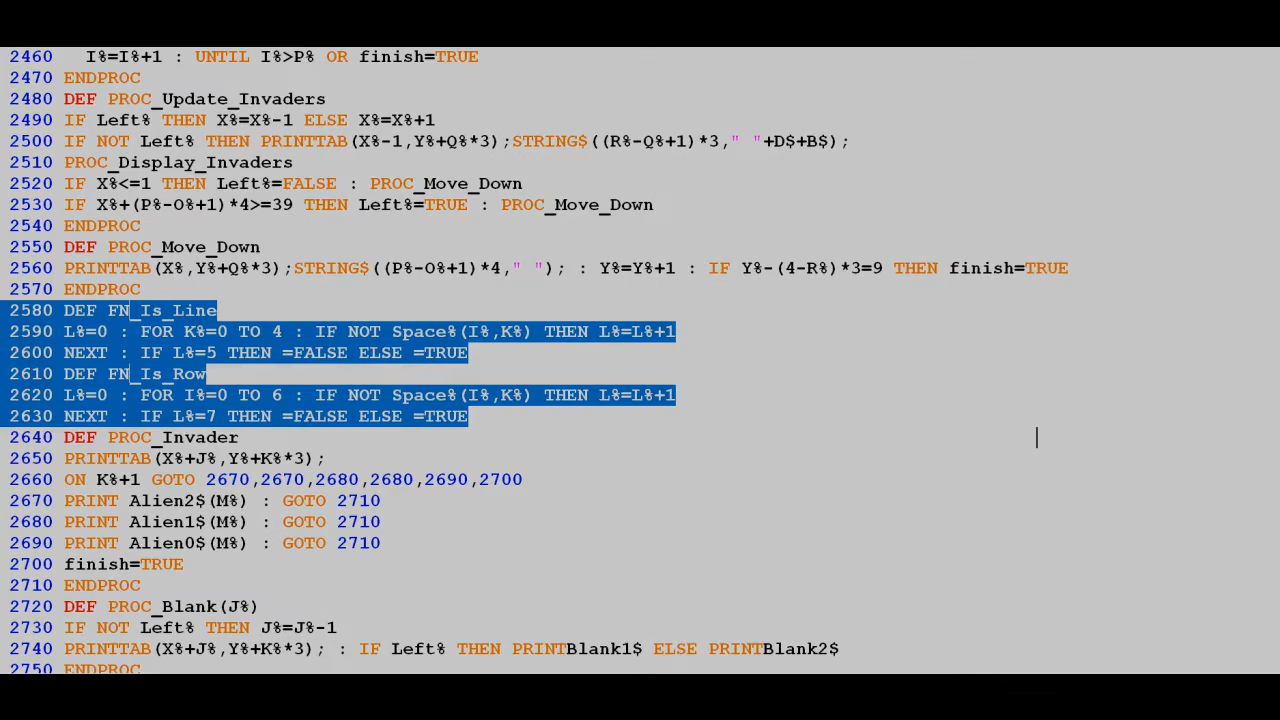 2460   I%=I%+1 : UNTIL I%>P% OR finish=TRUE
2470 ENDPROC
2480 DEF PROC_Update_Invaders
2490 IF Left% THEN X%=X%-1 ELSE X%=X%+1
2500 IF NOT Left% THEN PRINTTAB(X%-1,Y%+Q%*3);STRING$((R%-Q%+1)*3," "+D$+B$);
2510 PROC_Display_Invaders
2520 IF X%<=1 THEN Left%=FALSE : PROC_Move_Down
2530 IF X%+(P%-O%+1)*4>=39 THEN Left%=TRUE : PROC_Move_Down
2540 ENDPROC
2550 DEF PROC_Move_Down
2560 PRINTTAB(X%,Y%+Q%*3);STRING$((P%-O%+1)*4," "); : Y%=Y%+1 : IF Y%-(4-R%)*3=9 THEN finish=TRUE
2570 ENDPROC
2580 DEF FN_Is_Line
2590 L%=0 : FOR K%=0 TO 4 : IF NOT Space%(I%,K%) THEN L%=L%+1
2600 NEXT : IF L%=5 THEN =FALSE ELSE =TRUE
2610 DEF FN_Is_Row
2620 L%=0 : FOR I%=0 TO 6 : IF NOT Space%(I%,K%) THEN L%=L%+1
2630 NEXT : IF L%=7 THEN =FALSE ELSE =TRUE
2640 DEF PROC_Invader
2650 PRINTTAB(X%+J%,Y%+K%*3);
2660 ON K%+1 GOTO 2670,2670,2680,2680,2690,2700
2670 PRINT Alien2$(M%) : GOTO 2710
2680 PRINT Alien1$(M%) : GOTO 2710
2690 PRINT Alien0$(M%) : GOTO 2710
2700 finish=TRUE
2710 ENDPROC
2720 DEF PROC_Blank(J%)
2730 IF NOT Left% THEN J%=J%-1
2740 PRINTTAB(X%+J%,Y%+K%*3); : IF Left% THEN PRINTBlank1$ ELSE PRINTBlank2$
2750 ENDPROC